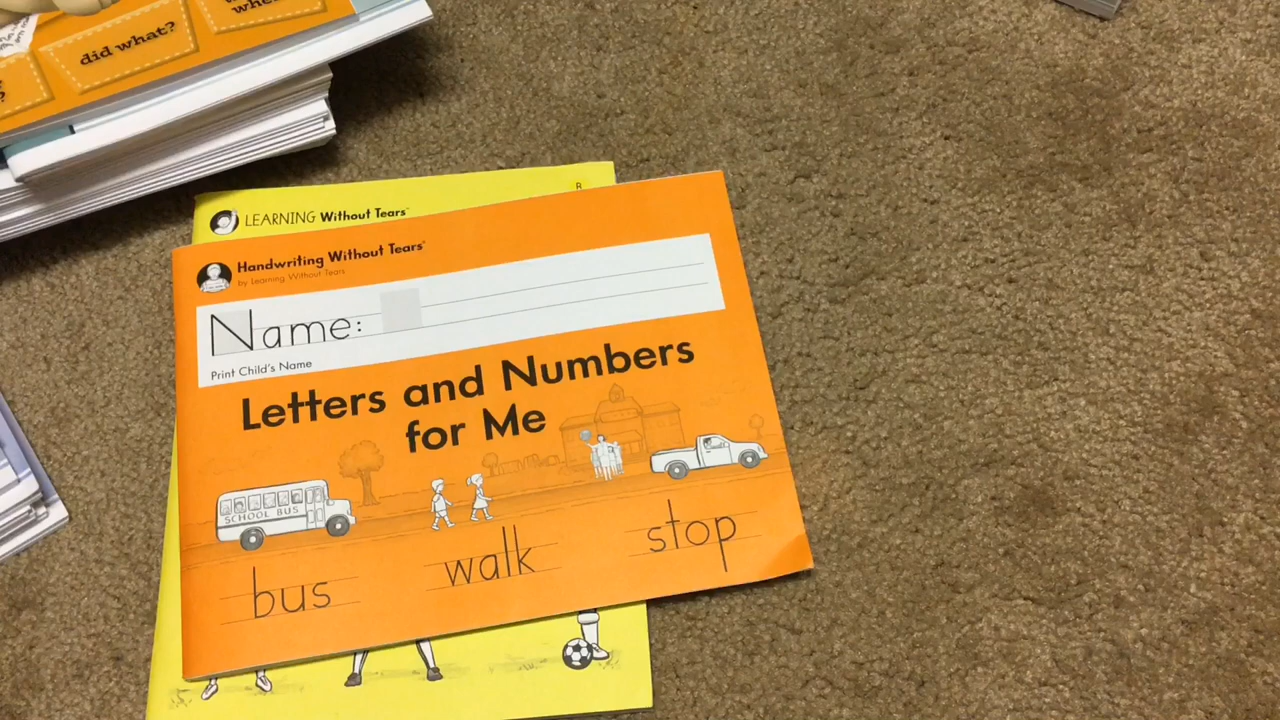 did what?
LEARNING Without Tears™
Handwriting Without Tears®
by Learning Without Tears
Name:
Print Child's Name
Letters and Numbers
for Me
SCHOOL BUS
bus
walk
stop